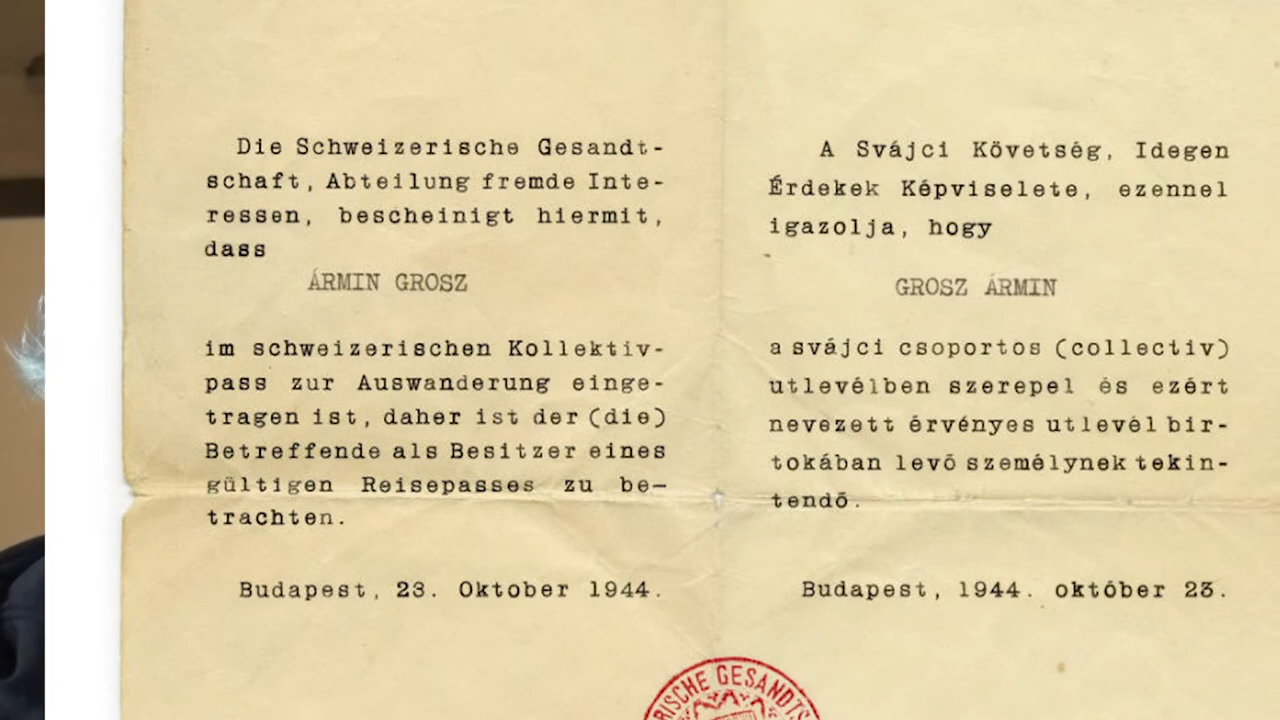 Die Schweizerische Gesandt-
schaft, Abteilung fremde Inte-
ressen, bescheinigt hiermit,
dass
ÁRMIN GROSZ
im schweizerischen Kollektiv-
pass zur Auswanderung einge-
tragen ist, daher ist der (die)
Betreffende als Besitzer eines
gültigen Reisepasses zu be-
trachten.
Budapest, 23. Oktober 1944.
A Svájci Követség, Idegen
Érdekek Képviselete, ezennel
igazolja, hogy
GROSZ ÁRMIN
a svájci csoportos (collectiv)
utlevélben szerepel és ezért
nevezett érvényes utlevél bir-
tokában levő személynek tekin-
tendő.
Budapest, 1944. október 23.
RISCHE GESANDTS